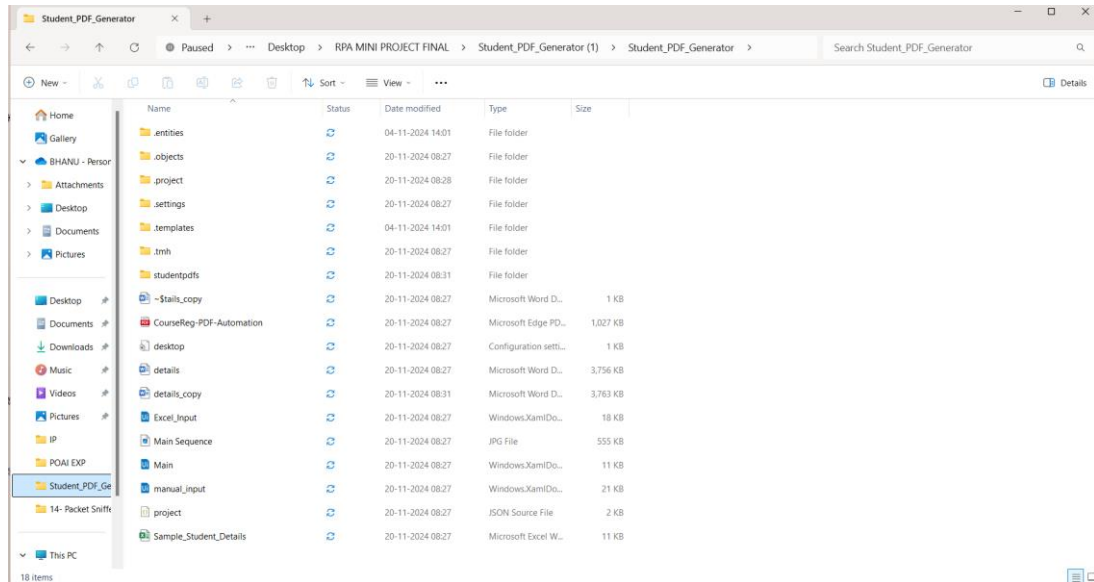 Student_PDF_Generator
Paused > ... Desktop > RPA MINI PROJECT FINAL > Student_PDF_Generator (1) > Student_PDF_Generator > Search Student_PDF_Generator
New Sort View ... Details
Name Status Date modified Type Size
Home
Gallery
BHANU - Person
Attachments
Desktop
Documents
Pictures
Desktop
Documents
Downloads
Music
Videos
Pictures
IP
POAI EXP
Student_PDF_Ge
14- Packet Sniffe
This PC
.entities 04-11-2024 14:01 File folder
.objects 20-11-2024 08:27 File folder
.project 20-11-2024 08:28 File folder
.settings 20-11-2024 08:27 File folder
.templates 04-11-2024 14:01 File folder
.tmh 20-11-2024 08:27 File folder
studentpdfs 20-11-2024 08:31 File folder
~$tails_copy 20-11-2024 08:27 Microsoft Word D... 1 KB
CourseReg-PDF-Automation 20-11-2024 08:27 Microsoft Edge PD... 1,027 KB
desktop 20-11-2024 08:27 Configuration setti... 1 KB
details 20-11-2024 08:27 Microsoft Word D... 3,756 KB
details_copy 20-11-2024 08:31 Microsoft Word D... 3,763 KB
Excel_Input 20-11-2024 08:27 Windows.XamlDo... 18 KB
Main Sequence 20-11-2024 08:27 JPG File 555 KB
Main 20-11-2024 08:27 Windows.XamlDo... 11 KB
manual_input 20-11-2024 08:27 Windows.XamlDo... 21 KB
project 20-11-2024 08:27 JSON Source File 2 KB
Sample_Student_Details 20-11-2024 08:27 Microsoft Excel W... 11 KB
18 items